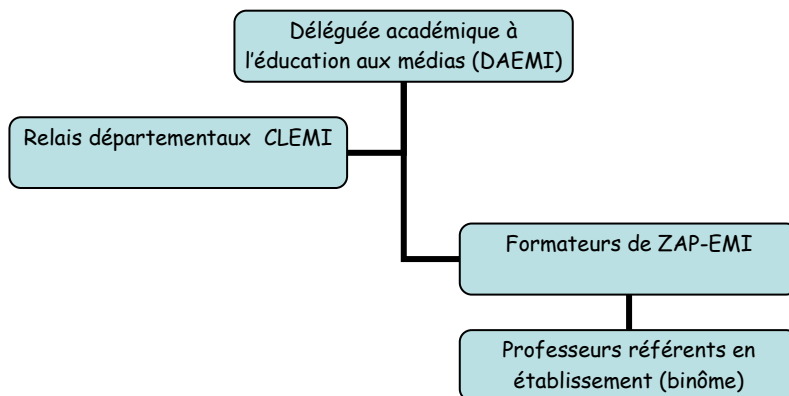 Déléguée académique à
l'éducation aux médias (DAEMI)
Relais départementaux CLEMI
Formateurs de ZAP-EMI
Professeurs référents en
établissement (binôme)